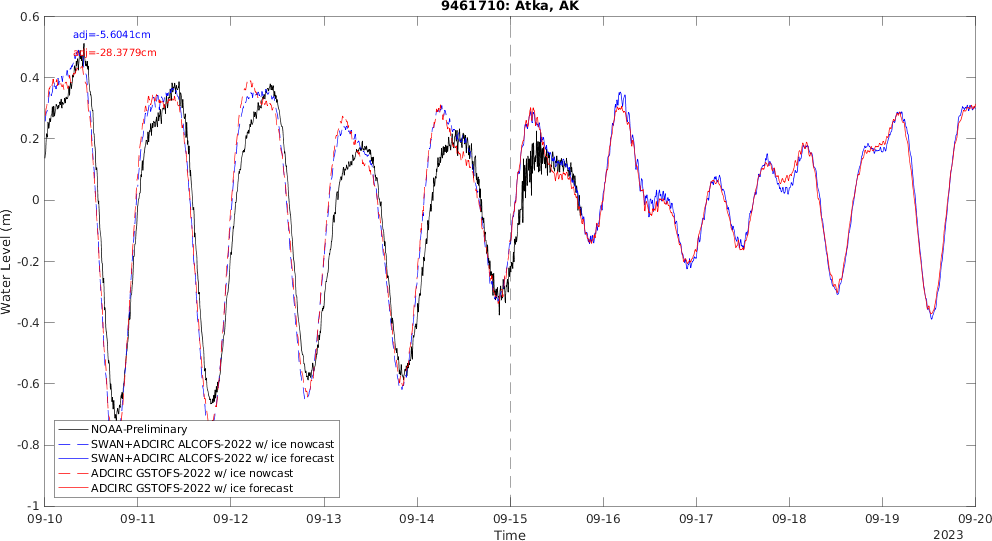 9461710: Atka, AK
adj=-5.6041cm
adj=-28.3779cm
0.6
0.4
0.2
0
-0.2
-0.4
-0.6
-0.8
-1
Water Level (m)
NOAA-Preliminary
SWAN+ADCIRC ALCOFS-2022 w/ ice nowcast
SWAN+ADCIRC ALCOFS-2022 w/ ice forecast
ADCIRC GSTOFS-2022 w/ ice nowcast
ADCIRC GSTOFS-2022 w/ ice forecast
09-10 09-11 09-12 09-13 09-14 09-15 09-16 09-17 09-18 09-19 09-20
Time
2023